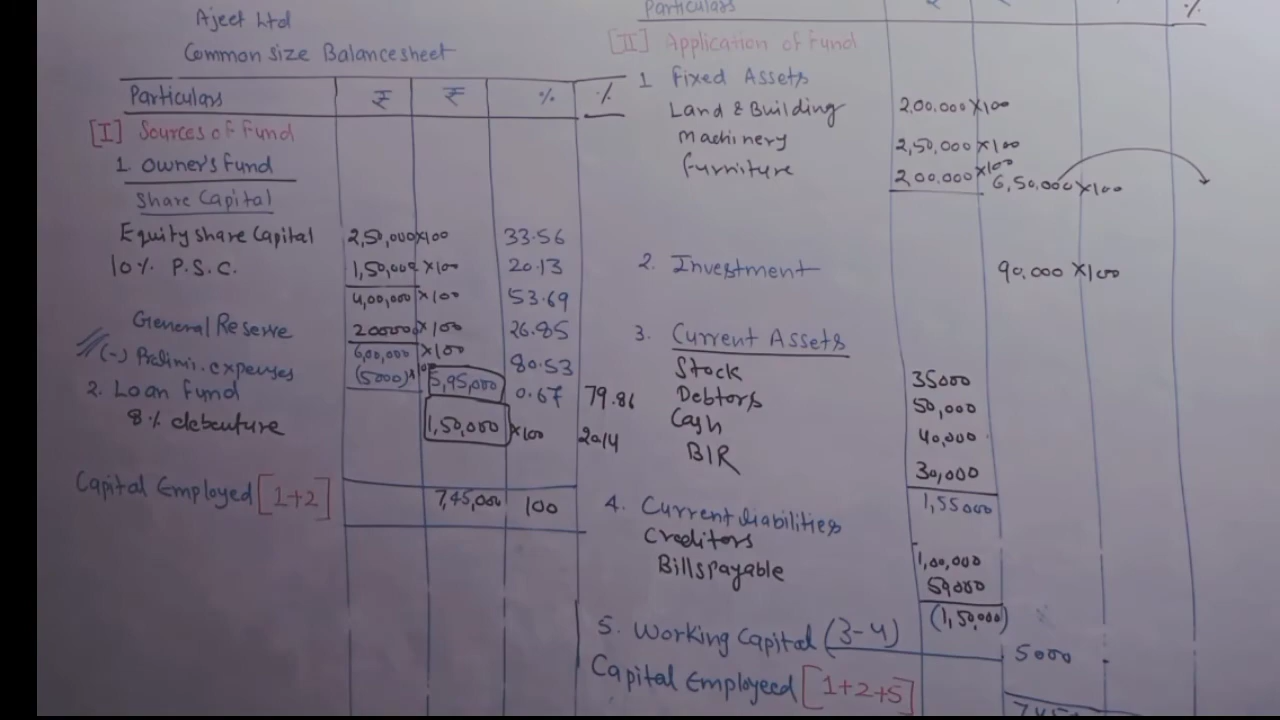 Ajeet Ltd
Common size Balancesheet
Particulars ₹ ₹ % %
[I] Sources of Fund
1. Owner's Fund
Share Capital
Equity share Capital 2,50,000×100 33.56
10% P.S.C. 1,50,000×100 20.13
4,00,000×100 53.69
General Reserve 200000×100 26.85
6,00,000×100 80.53
(-) Prelimi. expenses (5000) 5,95,000 0.67 79.86
2. Loan Fund
8% debenture 1,50,000×100 20.14
Capital Employed [1+2] 7,45,000 100
Particulars ₹ %
[II] Application of Fund
1 Fixed Assets
Land & Building 2,00,000×100
Machinery 2,50,000×100
Furniture 200,000×100 6,50,000×100
2. Investment 90,000×100
3. Current Assets
Stock 35000
Debtors 50,000
Cash 40,000
B/R 30,000
1,55000
4. Current Liabilities
Creditors 1,00,000
Billspayable 50000
(1,50,000)
5. Working Capital (3-4) 5000
Capital Employeed [1+2+5]